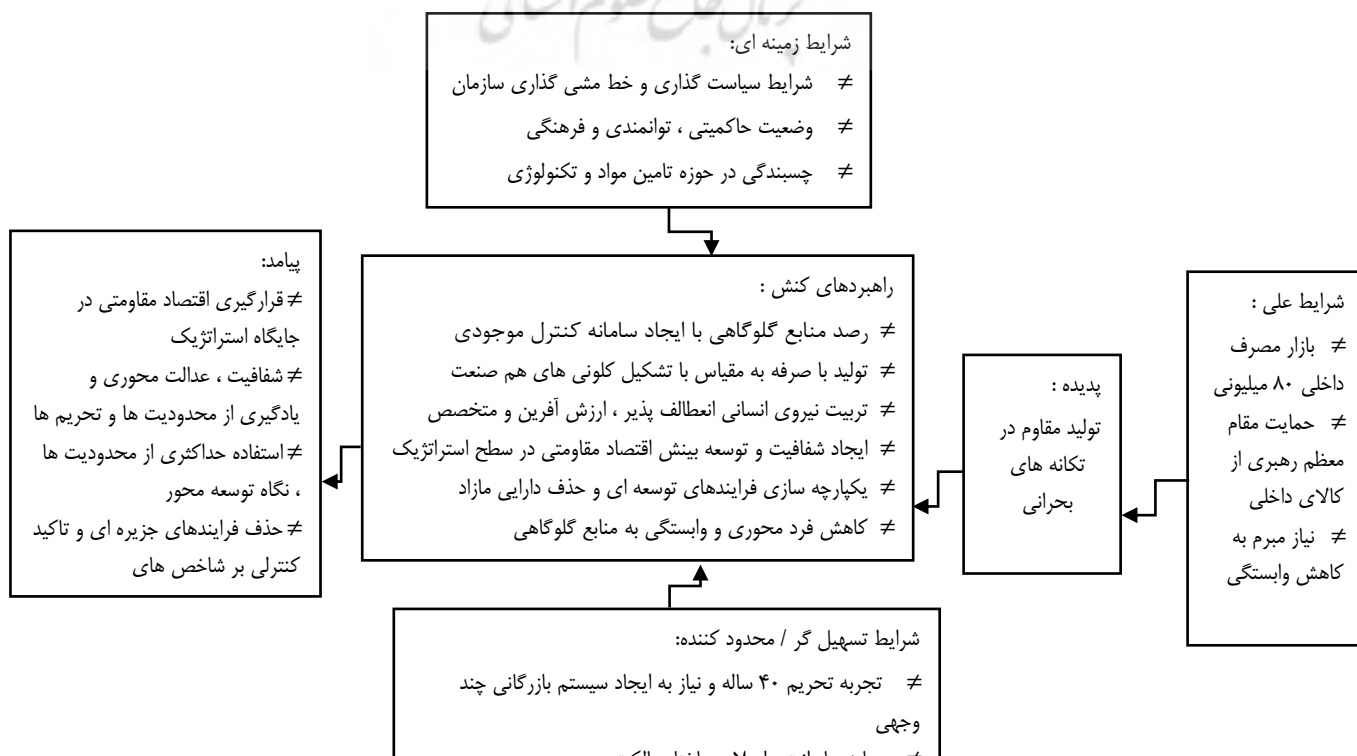 شرایط زمینه ای:
≠ شرایط سیاست گذاری و خط مشی گذاری سازمان
≠ وضعیت حاکمیتی ، توانمندی و فرهنگی
≠ چسبندگی در حوزه تامین مواد و تکنولوژی
شرایط علی :
≠ بازار مصرف
داخلی ۸۰ میلیونی
≠ حمایت مقام
معظم رهبری از
کالای داخلی
≠ نیاز مبرم به
کاهش وابستگی
پدیده :
تولید مقاوم در
تکانه های
بحرانی
راهبردهای کنش :
≠ رصد منابع گلوگاهی با ایجاد سامانه کنترل موجودی
≠ تولید با صرفه به مقیاس با تشکیل کلونی های هم صنعت
≠ تربیت نیروی انسانی انعطالف پذیر ، ارزش آفرین و متخصص
≠ ایجاد شفافیت و توسعه بینش اقتصاد مقاومتی در سطح استراتژیک
≠ یکپارچه سازی فرایندهای توسعه ای و حذف دارایی مازاد
≠ کاهش فرد محوری و وابستگی به منابع گلوگاهی
پیامد:
≠ قرارگیری اقتصاد مقاومتی در
جایگاه استراتژیک
≠ شفافیت ، عدالت محوری و
یادگیری از محدودیت ها و تحریم ها
≠ استفاده حداکثری از محدودیت ها
، نگاه توسعه محور
≠ حذف فرایندهای جزیره ای و تاکید
کنترلی بر شاخص های
شرایط تسهیل گر / محدود کننده:
≠ تجربه تحریم ۴۰ ساله و نیاز به ایجاد سیستم بازرگانی چند
وجهی